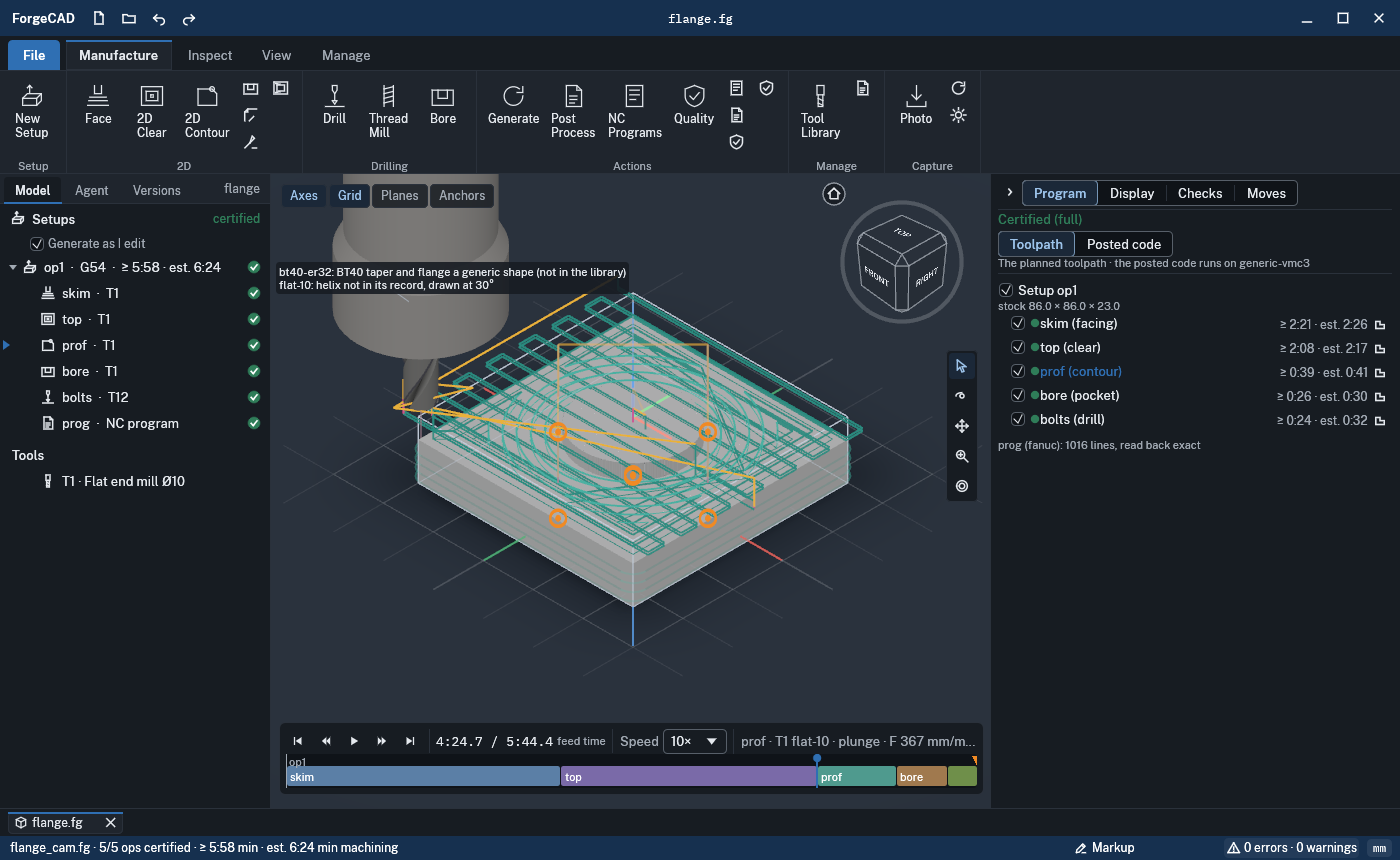 ForgeCAD
flange.fg
File
Manufacture
Inspect
View
Manage
New Setup
Face
2D Clear
2D Contour
Drill
Thread Mill
Bore
Generate
Post Process
NC Programs
Quality
Tool Library
Photo
Setup
2D
Drilling
Actions
Manage
Capture
Model
Agent
Versions
flange
Setups
certified
Generate as I edit
op1 · G54 · ≥ 5:58 · est. 6:24
skim · T1
top · T1
prof · T1
bore · T1
bolts · T12
prog · NC program
Tools
T1 · Flat end mill Ø10
Axes
Grid
Planes
Anchors
bt40-er32: BT40 taper and flange a generic shape (not in the library)
flat-10: helix not in its record, drawn at 30°
TOP
FRONT
RIGHT
4:24.7 / 5:44.4 feed time
Speed
10×
prof · T1 flat-10 · plunge · F 367 mm/m...
op1
skim
top
prof
bore
Program
Display
Checks
Moves
Certified (full)
Toolpath
Posted code
The planned toolpath · the posted code runs on generic-vmc3
Setup op1
stock 86.0 × 86.0 × 23.0
skim (facing)
≥ 2:21 · est. 2:26
top (clear)
≥ 2:08 · est. 2:17
prof (contour)
≥ 0:39 · est. 0:41
bore (pocket)
≥ 0:26 · est. 0:30
bolts (drill)
≥ 0:24 · est. 0:32
prog (fanuc): 1016 lines, read back exact
flange.fg
flange_cam.fg · 5/5 ops certified · ≥ 5:58 min · est. 6:24 min machining
Markup
0 errors · 0 warnings
mm